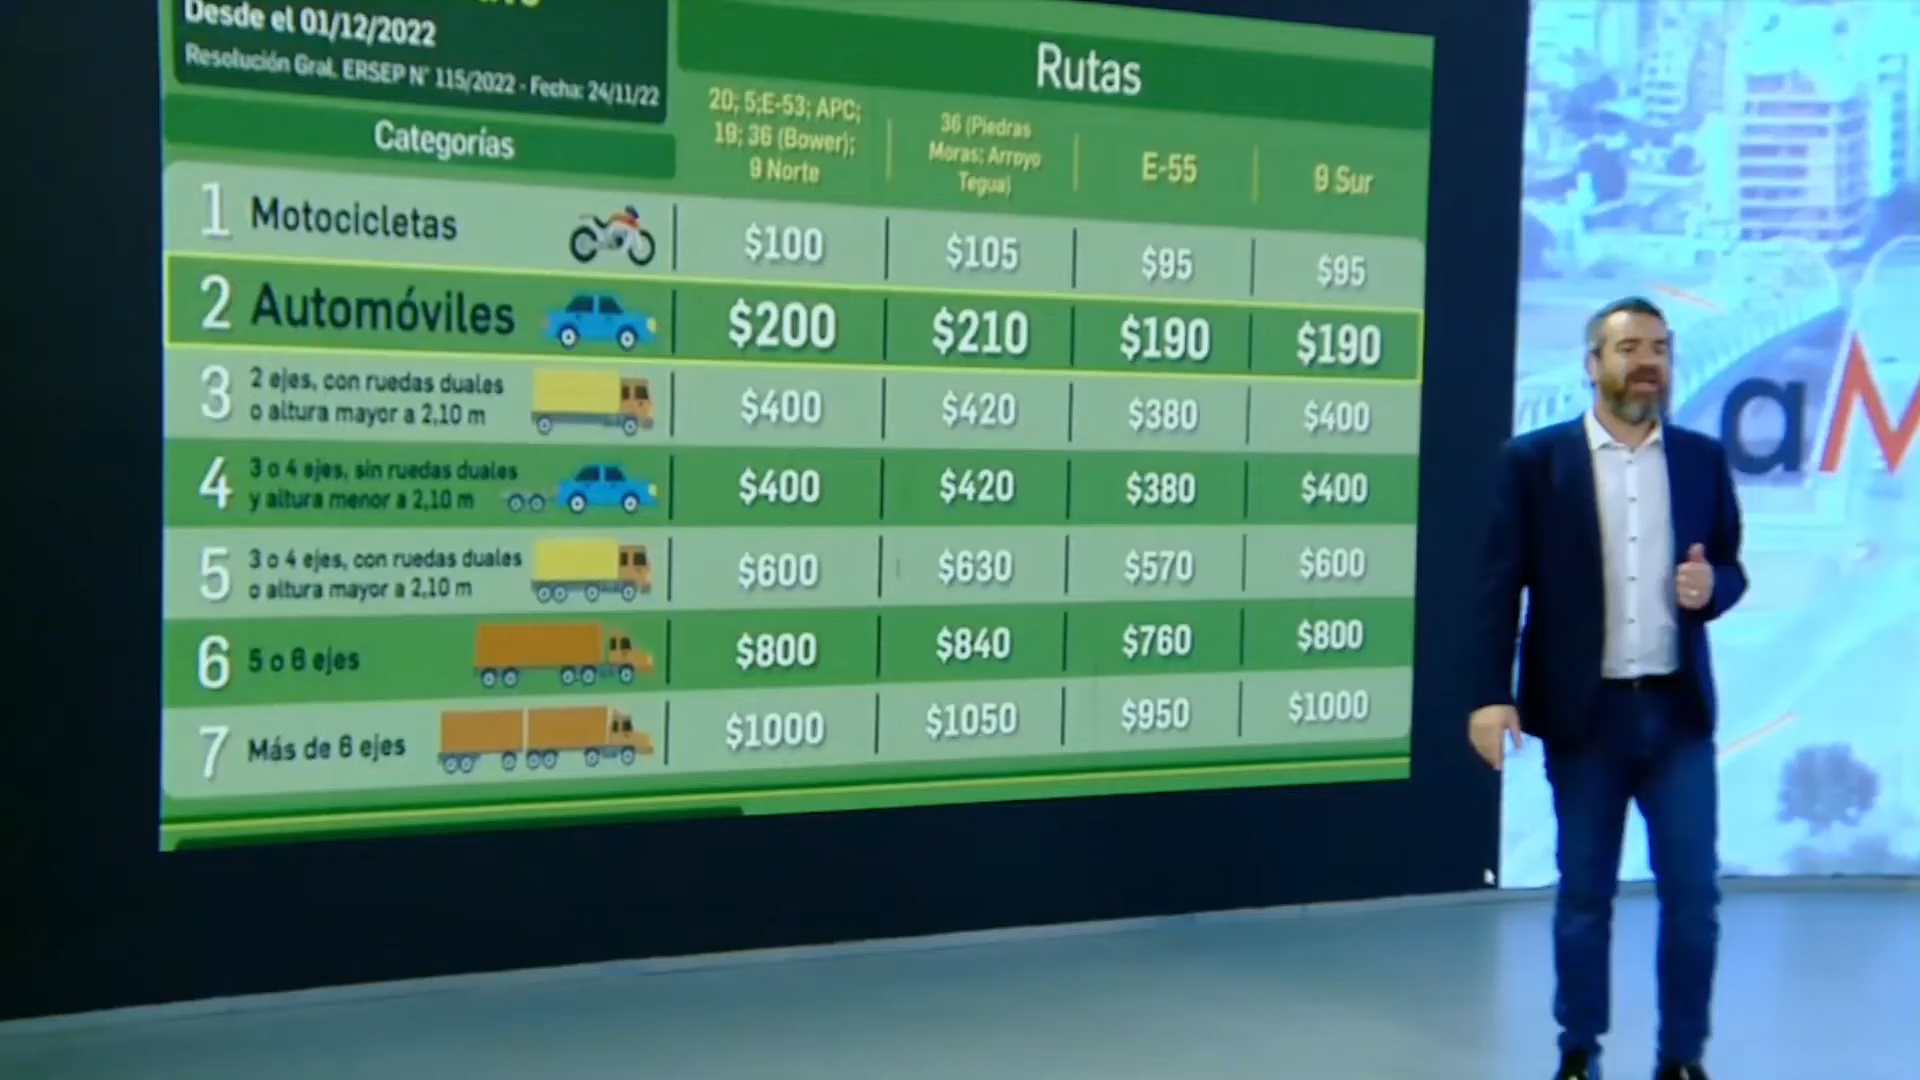 Desde el 01/12/2022
Resolución Gral. ERSEP N° 115/2022 - Fecha: 24/11/22
Categorías
Rutas
20; 5;E-53; APC;
19; 36 (Bower);
9 Norte
36 (Piedras
Moras; Arroyo
Tegua)
E-55
9 Sur
1 Motocicletas $100 $105 $95 $95
2 Automóviles $200 $210 $190 $190
3 2 ejes, con ruedas duales
o altura mayor a 2,10 m
$400 $420 $380 $400
4 3 o 4 ejes, sin ruedas duales
y altura menor a 2,10 m
$400 $420 $380 $400
5 3 o 4 ejes, con ruedas duales
o altura mayor a 2,10 m
$600 $630 $570 $600
6 5 o 6 ejes $800 $840 $760 $800
7 Más de 6 ejes $1000 $1050 $950 $1000